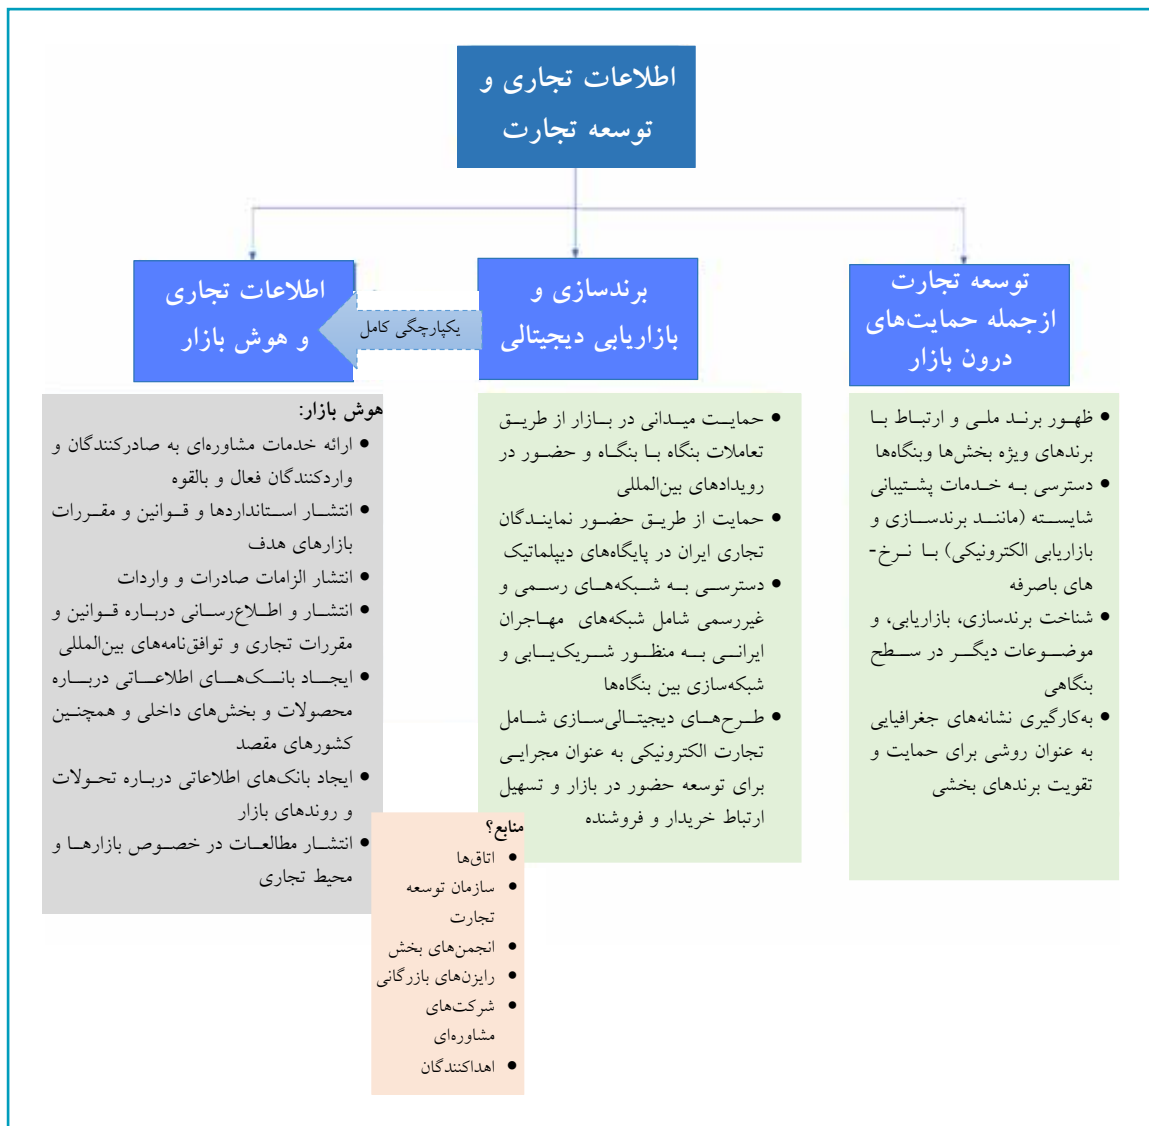 اطلاعات تجاری و
توسعه تجارت
توسعه تجارت
ازجمله حمایت‌های
درون بازار
• ظهور برند ملی و ارتباط با
برندهای ویژه بخش‌ها وبنگاه‌ها
• دسترسی به خدمات پشتیبانی
شایسته (مانند برندسازی و
بازاریابی الکترونیکی) با نرخ-
های باصرفه
• شناخت برندسازی، بازاریابی، و
موضوعات دیگر در سطح
بنگاهی
• به‌کارگیری نشانه‌های جغرافیایی
به عنوان روشی برای حمایت و
تقویت برندهای بخشی
برندسازی و
بازاریابی دیجیتالی
• حمایت میدانی در بازار از طریق
تعاملات بنگاه با بنگاه و حضور در
رویدادهای بین‌المللی
• حمایت از طریق حضور نمایندگان
تجاری ایران در پایگاه‌های دیپلماتیک
• دسترسی به شبکه‌های رسمی و
غیررسمی شامل شبکه‌های مهاجران
ایرانی به منظور شریک‌یابی و
شبکه‌سازی بین بنگاه‌ها
• طرح‌های دیجیتالی‌سازی شامل
تجارت الکترونیکی به عنوان مجرایی
برای توسعه حضور در بازار و تسهیل
ارتباط خریدار و فروشنده
یکپارچگی کامل
اطلاعات تجاری
و هوش بازار
هوش بازار:
• ارائه خدمات مشاوره‌ای به صادرکنندگان و
واردکنندگان فعال و بالقوه
• انتشار استانداردها و قوانین و مقررات
بازارهای هدف
• انتشار الزامات صادرات و واردات
• انتشار و اطلاع‌رسانی درباره قوانین و
مقررات تجاری و توافق‌نامه‌های بین‌المللی
• ایجاد بانک‌های اطلاعاتی درباره
محصولات و بخش‌های داخلی و همچنین
کشورهای مقصد
• ایجاد بانک‌های اطلاعاتی درباره تحولات
و روندهای بازار
• انتشار مطالعات در خصوص بازارها و
محیط تجاری
منابع؟
• اتاق‌ها
• سازمان توسعه
تجارت
• انجمن‌های بخش
• رایزن‌های بازرگانی
• شرکت‌های
مشاوره‌ای
• اهداکنندگان